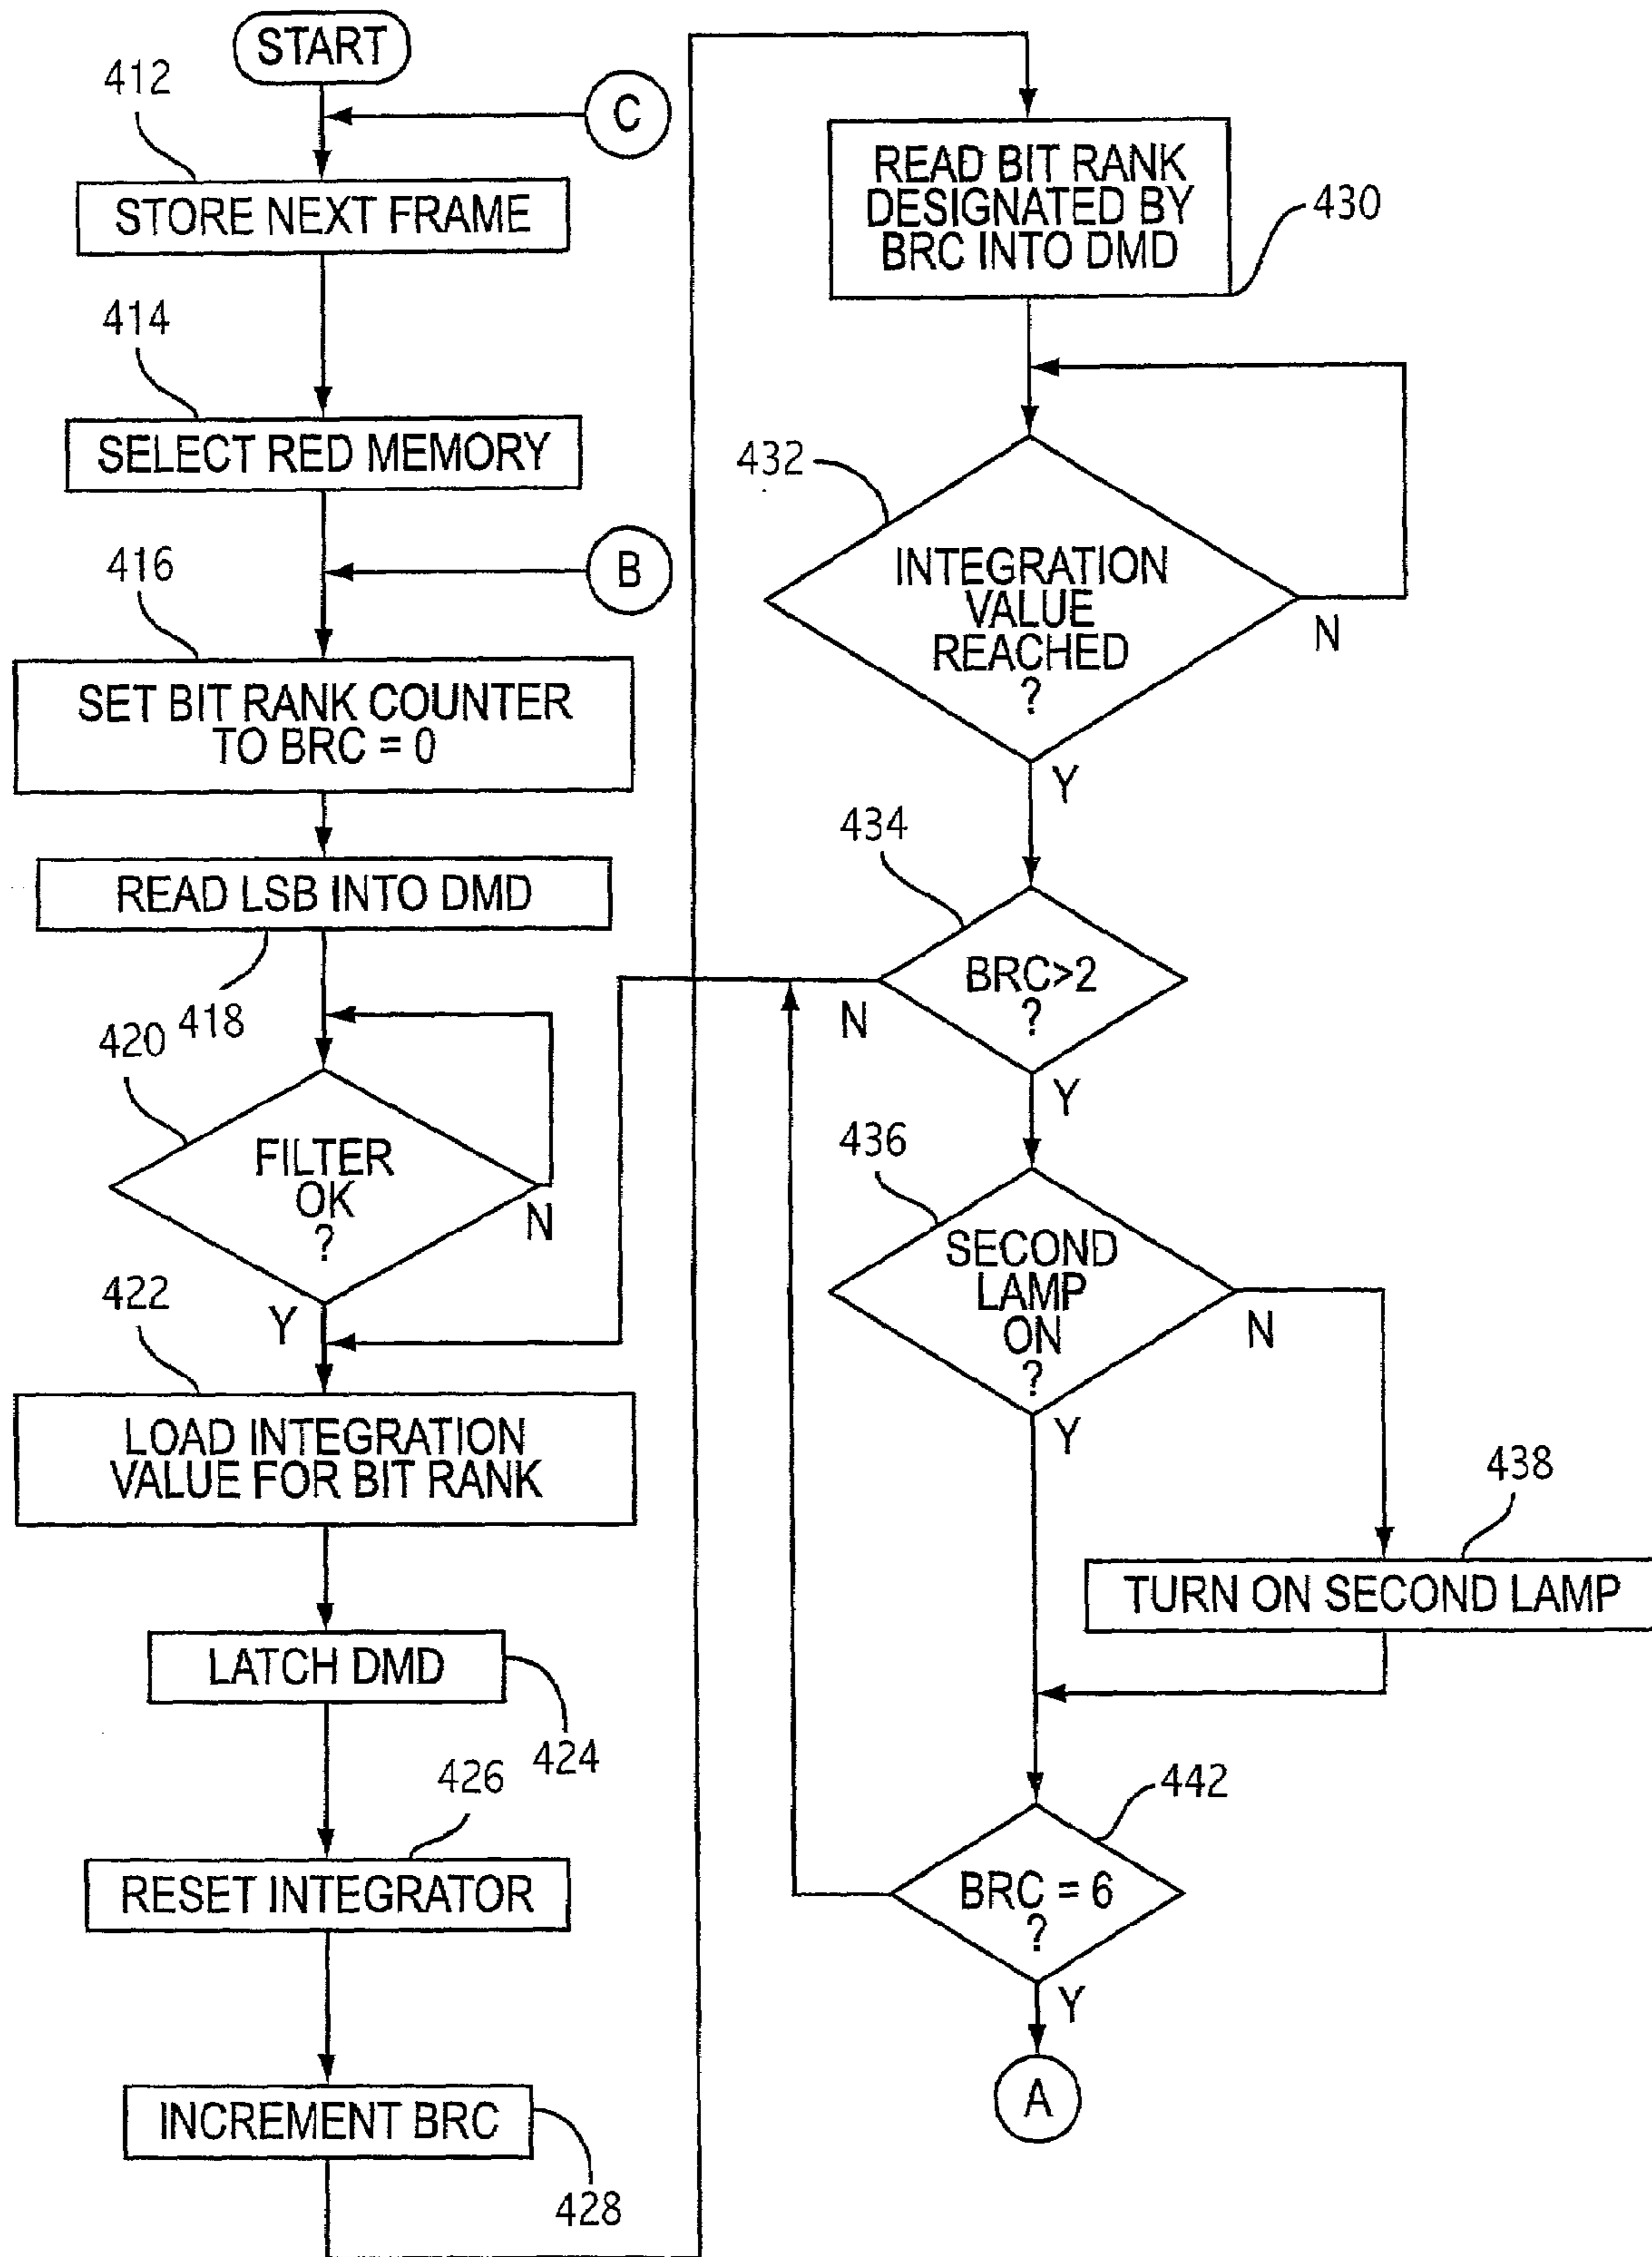 START
412
C
STORE NEXT FRAME
414
SELECT RED MEMORY
416
B
SET BIT RANK COUNTER
TO BRC = 0
READ LSB INTO DMD
418
420
FILTER
OK
?
N
Y
422
LOAD INTEGRATION
VALUE FOR BIT RANK
LATCH DMD
424
426
RESET INTEGRATOR
INCREMENT BRC
428
READ BIT RANK
DESIGNATED BY
BRC INTO DMD
430
432
INTEGRATION
VALUE
REACHED
?
N
Y
434
BRC>2
?
N
Y
436
SECOND
LAMP
ON
?
N
Y
438
TURN ON SECOND LAMP
442
BRC = 6
?
Y
A